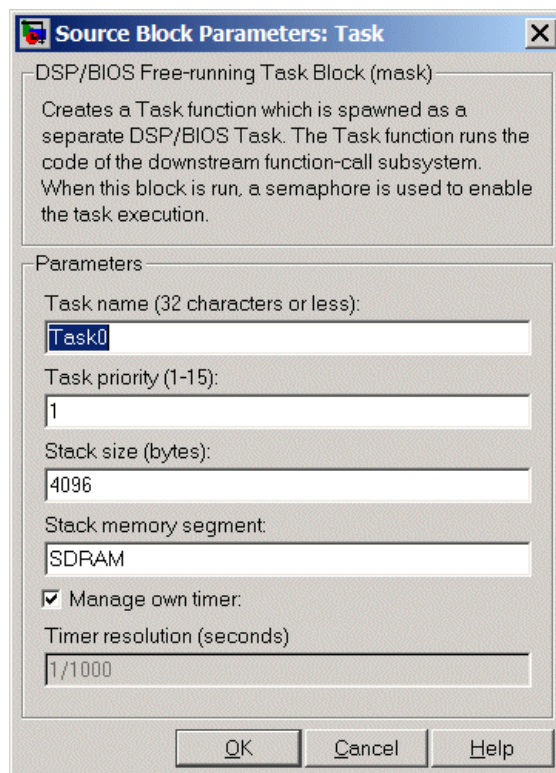 Source Block Parameters: Task
DSP/BIOS Free-running Task Block (mask)
Creates a Task function which is spawned as a
separate DSP/BIOS Task. The Task function runs the
code of the downstream function-call subsystem.
When this block is run, a semaphore is used to enable
the task execution.
Parameters
Task name (32 characters or less):
Task0
Task priority (1-15):
1
Stack size (bytes):
4096
Stack memory segment:
SDRAM
Manage own timer:
Timer resolution (seconds)
1/1000
OK Cancel Help